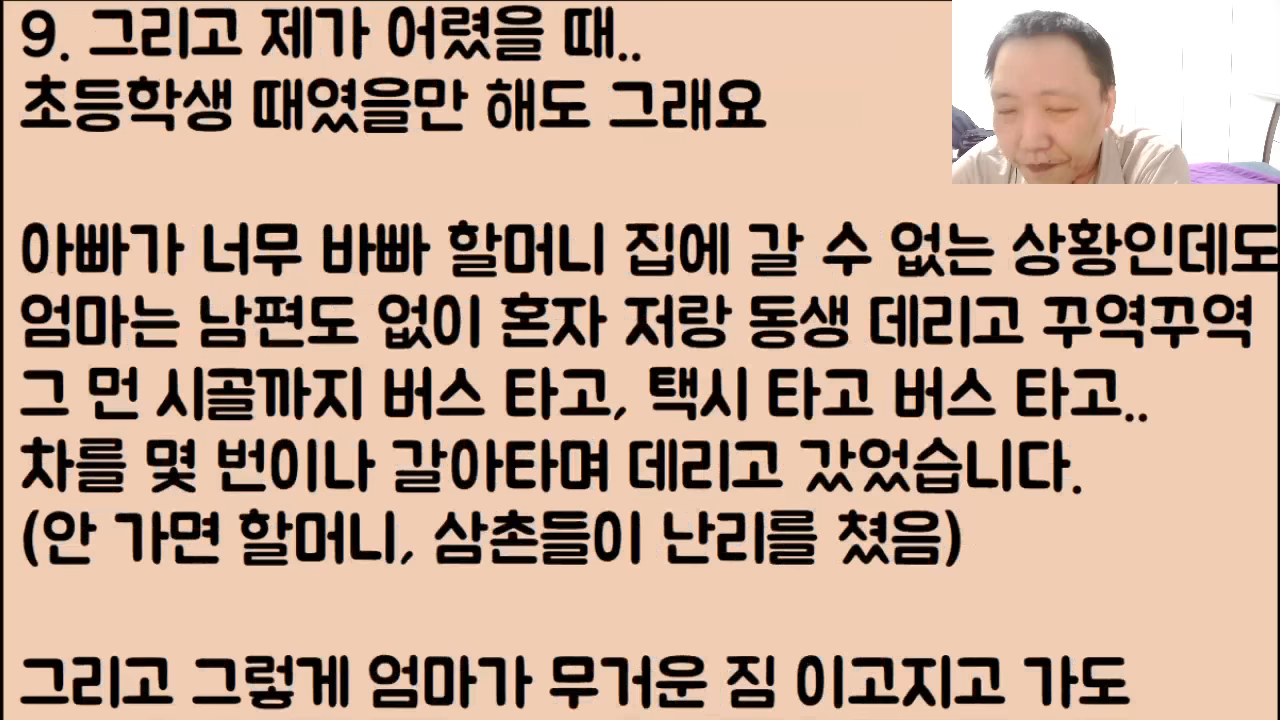 9. 그리고 제가 어렸을 때..
초등학생 때였을만 해도 그래요
아빠가 너무 바빠 할머니 집에 갈 수 없는 상황인데도
엄마는 남편도 없이 혼자 저랑 동생 데리고 꾸역꾸역
그 먼 시골까지 버스 타고, 택시 타고 버스 타고..
차를 몇 번이나 갈아타며 데리고 갔었습니다.
(안 가면 할머니, 삼촌들이 난리를 쳤음)
그리고 그렇게 엄마가 무거운 짐 이고지고 가도